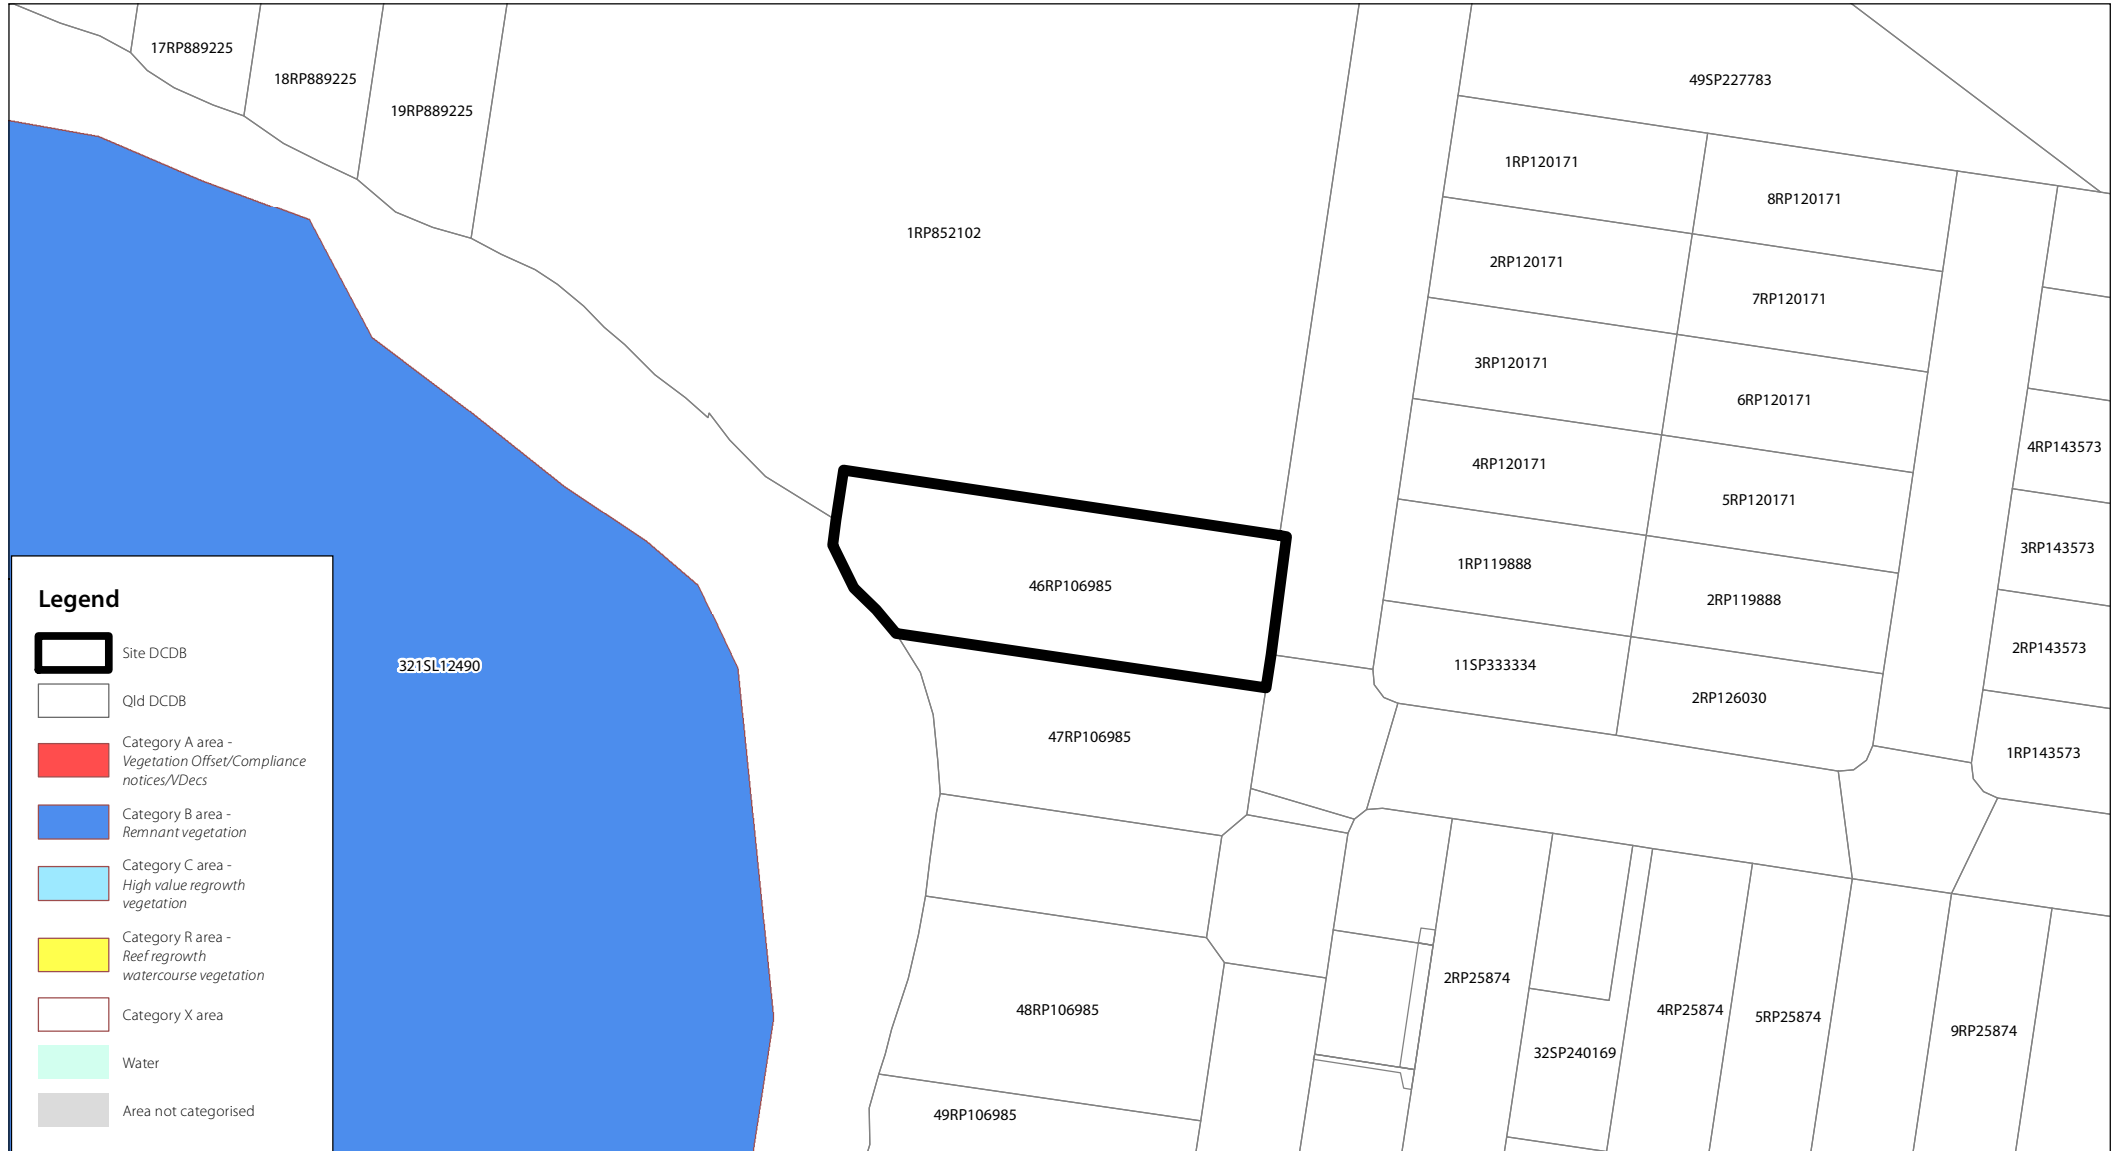 17RP889225
18RP889225
19RP889225
1RP852102
49SP227783
1RP120171
8RP120171
2RP120171
7RP120171
3RP120171
6RP120171
4RP143573
4RP120171
5RP120171
3RP143573
1RP119888
46RP106985
2RP119888
2RP143573
11SP333334
321SL12490
2RP126030
47RP106985
1RP143573
2RP25874
48RP106985
4RP25874
5RP25874
9RP25874
32SP240169
49RP106985
Legend
Site DCDB
Qld DCDB
Category A area -
Vegetation Offset/Compliance
notices/VDecs
Category B area -
Remnant vegetation
Category C area -
High value regrowth
vegetation
Category R area -
Reef regrowth
watercourse vegetation
Category X area
Water
Area not categorised